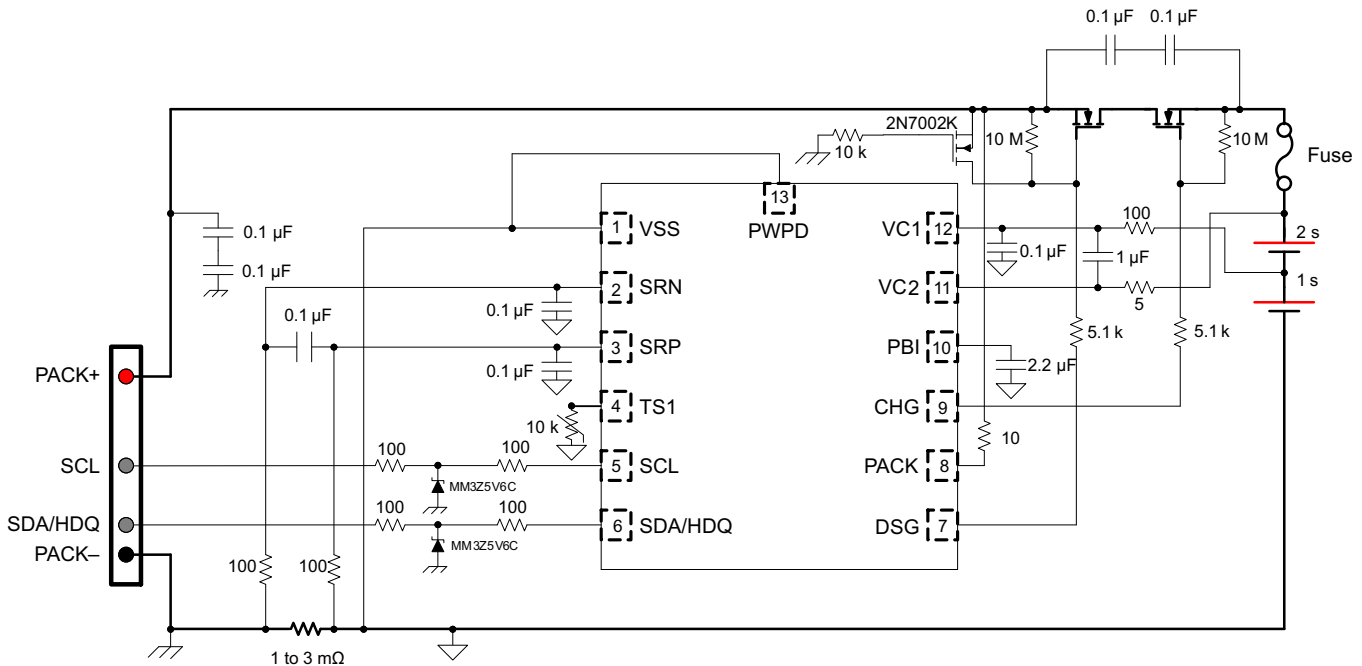 0.1 µF 0.1 µF
2N7002K
10 k
10 M
10 M
Fuse
13
PWPD
1 VSS
VC1 12
100
0.1 µF
0.1 µF
0.1 µF
1 µF
2 s
1 s
2 SRN
VC2 11
5
0.1 µF
0.1 µF
3 SRP
PBI 10
5.1 k
5.1 k
0.1 µF
2.2 µF
PACK+
4 TS1
CHG 9
10 k
10
SCL
100
100
5 SCL
PACK 8
MM3Z5V6C
SDA/HDQ
100
100
6 SDA/HDQ
DSG 7
MM3Z5V6C
PACK–
100
100
1 to 3 mΩ